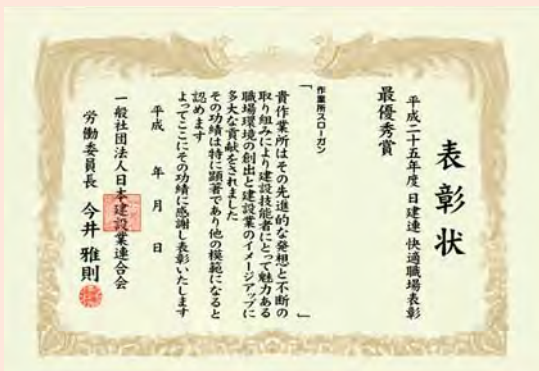 表彰状
平成二十五年度 日建連 快適職場表彰
最優秀賞
作業所スローガン
「 」
貴作業所はその先進的な発想と不断の
取り組みにより建設技能者にとって魅力ある
職場環境の創出と建設業のイメージアップに
多大な貢献をされました
その功績は特に顕著であり他の模範になると
認めます
よってここにその功績に感謝し表彰いたします
平成 年 月 日
一般社団法人日本建設業連合会
労働委員長 今井 雅則